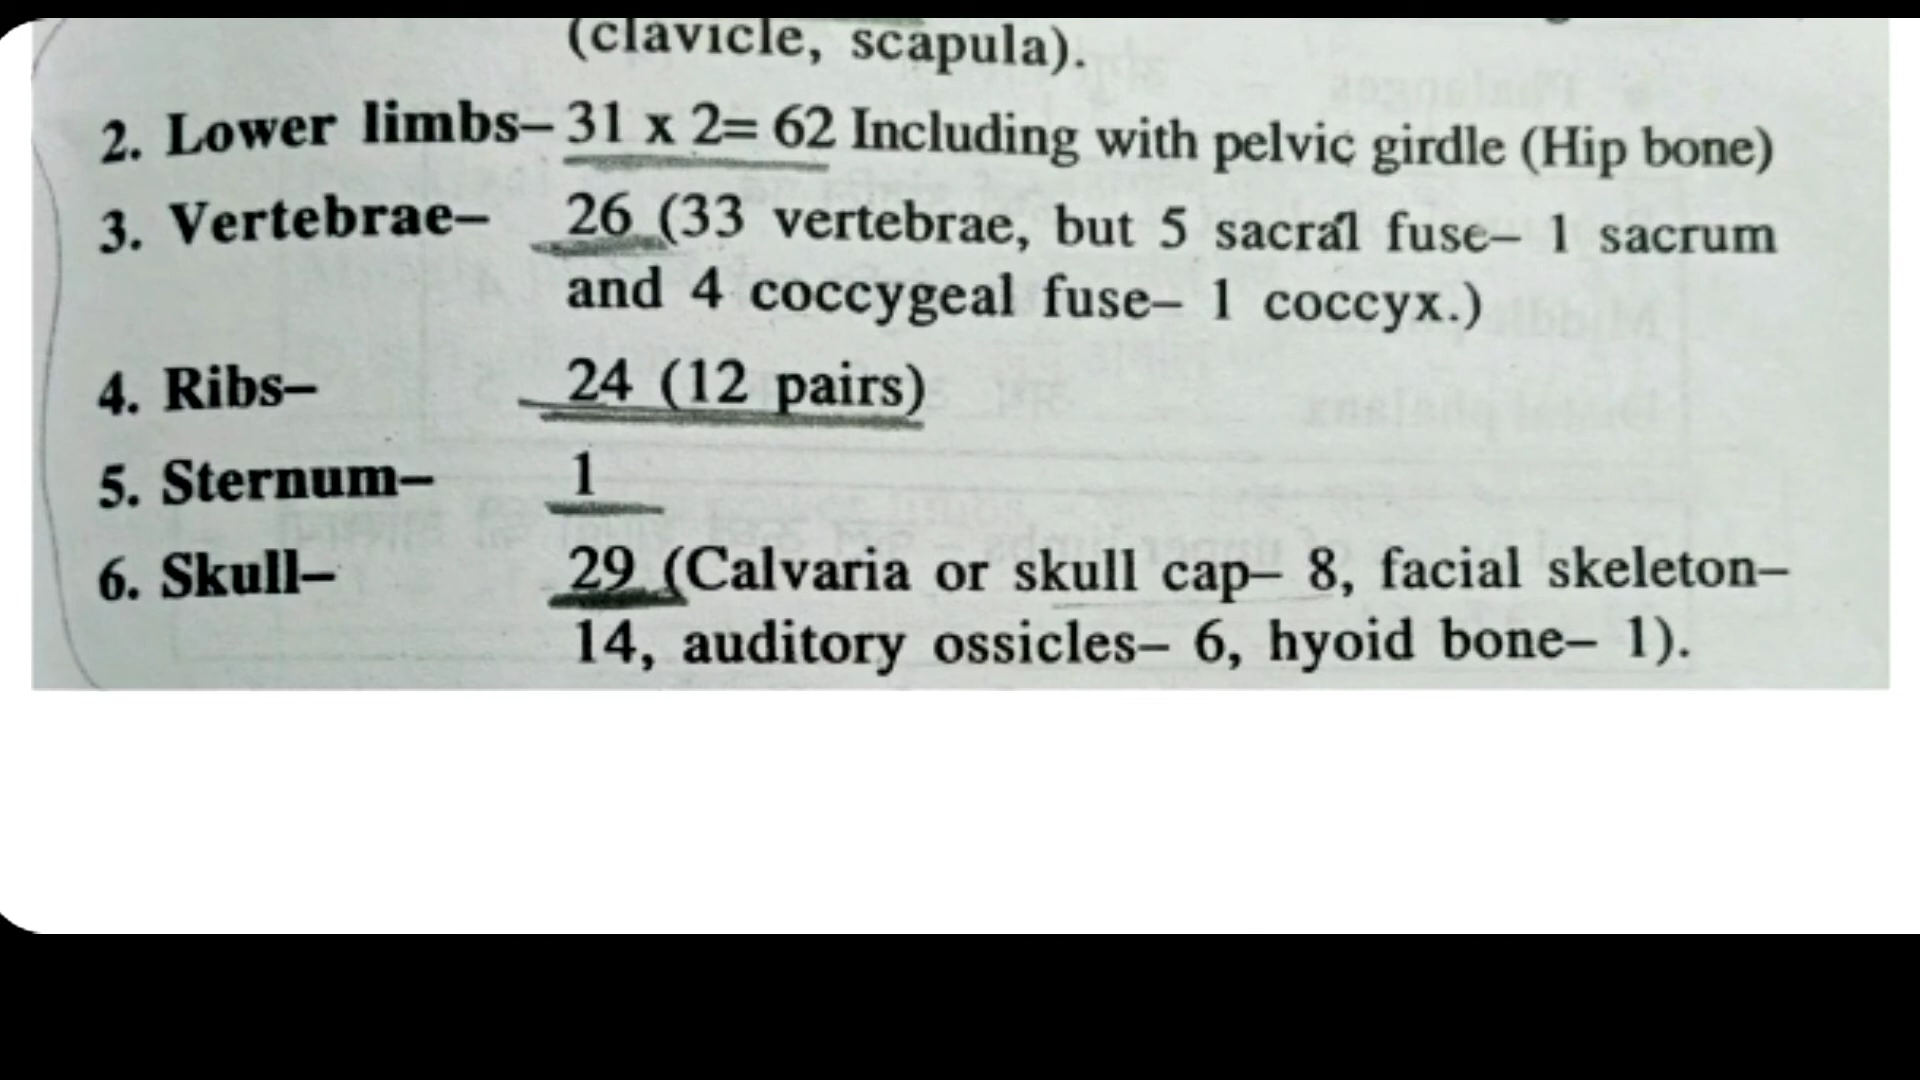 (clavicle, scapula).
2. Lower limbs– 31 x 2= 62 Including with pelvic girdle (Hip bone)
3. Vertebrae– 26 (33 vertebrae, but 5 sacral fuse– 1 sacrum
and 4 coccygeal fuse– 1 coccyx.)
4. Ribs– 24 (12 pairs)
5. Sternum– 1
6. Skull– 29 (Calvaria or skull cap– 8, facial skeleton–
14, auditory ossicles– 6, hyoid bone– 1).